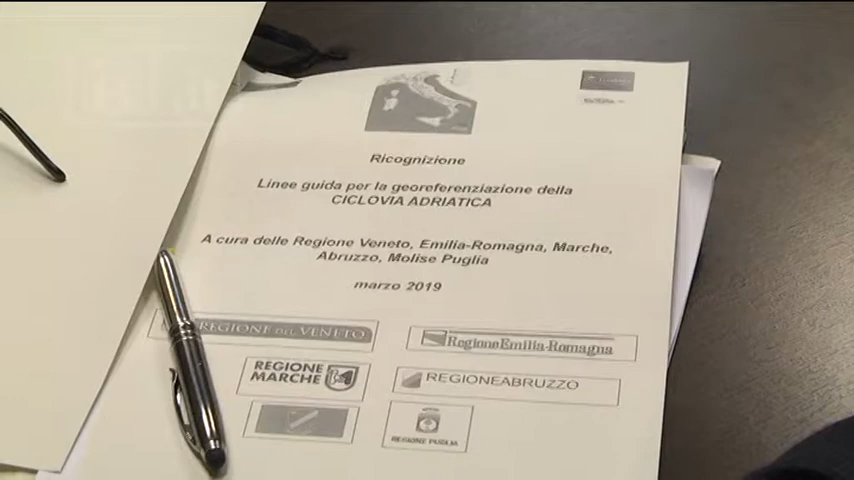 Ricognizione
Linee guida per la georeferenziazione della
CICLOVIA ADRIATICA
A cura delle Regione Veneto, Emilia-Romagna, Marche,
Abruzzo, Molise Puglia
marzo 2019
REGIONE DEL VENETO
RegioneEmilia-Romagna
REGIONE
MARCHE
REGIONEABRUZZO
REGIONE PUGLIA